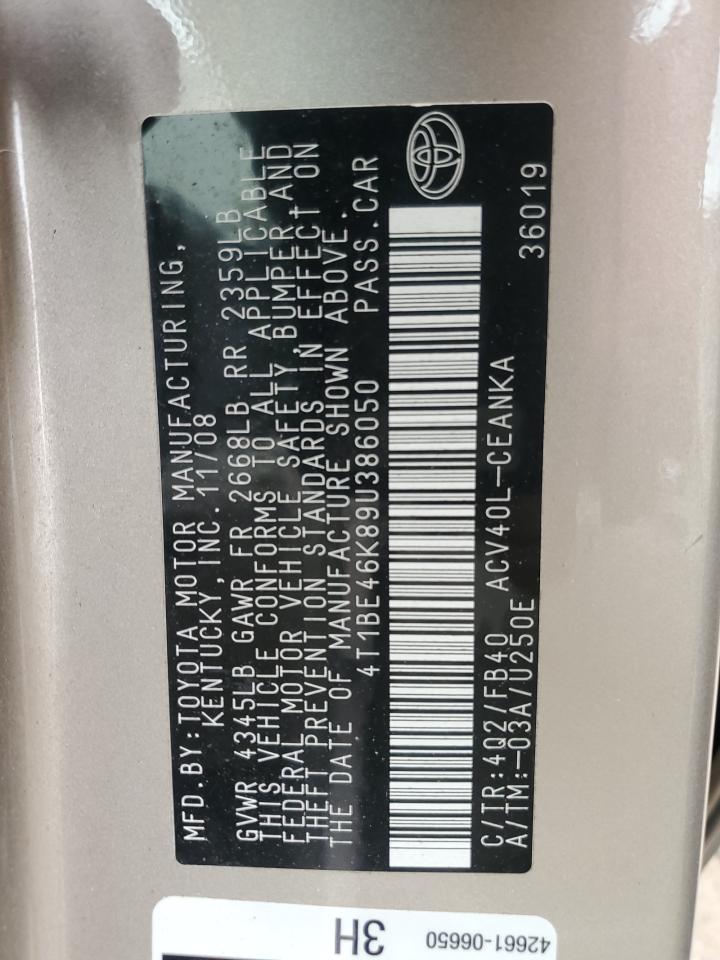 MFD.BY:TOYOTA MOTOR MANUFACTURING,
KENTUCKY, INC. 11/08
GVWR 4345LB GAWR FR 2668LB RR 2359LB
THIS VEHICLE CONFORMS TO ALL APPLICABLE
FEDERAL MOTOR VEHICLE SAFETY, BUMPER, AND
THEFT PREVENTION STANDARDS IN EFFECT ON
THE DATE OF MANUFACTURE SHOWN ABOVE.
4T1BE46K89U386050 PASS.CAR
C/TR:4Q2/FB40 ACV40L-CEANKA 36019
A/TM:-03A/U250E
42661-06650
3H